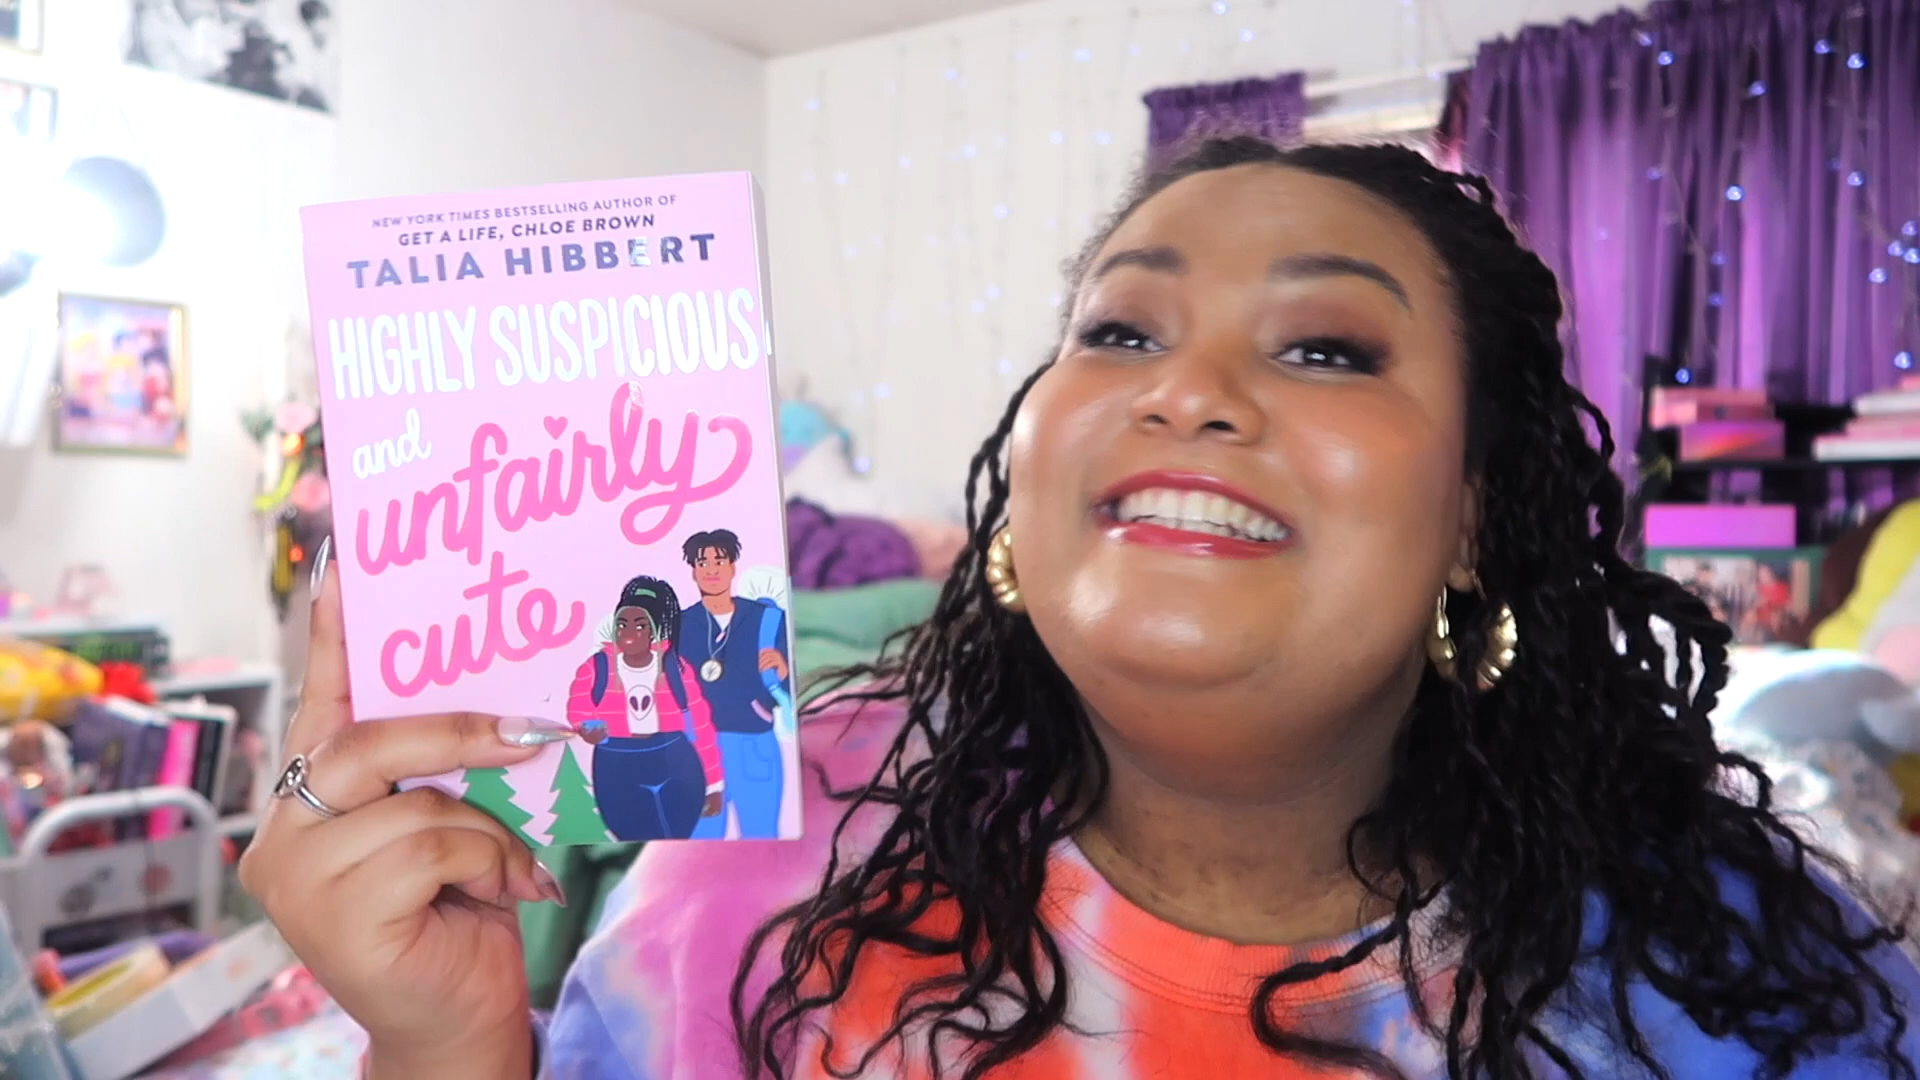 NEW YORK TIMES BESTSELLING AUTHOR OF
GET A LIFE, CHLOE BROWN
TALIA HIBBERT
HIGHLY SUSPICIOUS
and
unfairly
cute